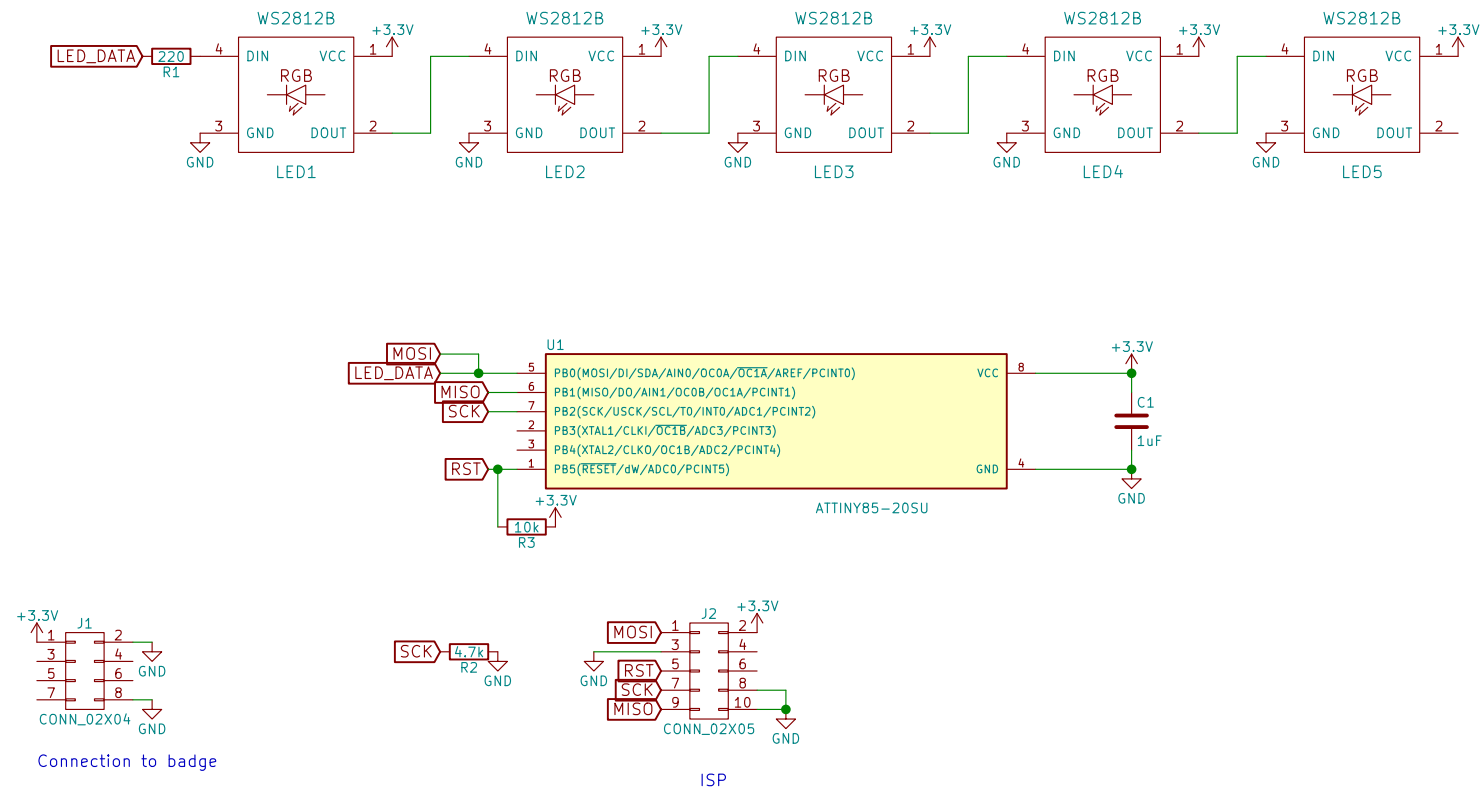 WS2812B WS2812B WS2812B WS2812B WS2812B
+3.3V +3.3V +3.3V +3.3V +3.3V
LED_DATA 220 4 DIN VCC 1 4 DIN VCC 1 4 DIN VCC 1 4 DIN VCC 1 4 DIN VCC 1
R1 RGB RGB RGB RGB RGB
3 GND DOUT 2 3 GND DOUT 2 3 GND DOUT 2 3 GND DOUT 2 3 GND DOUT 2
GND GND GND GND GND
LED1 LED2 LED3 LED4 LED5
U1 +3.3V
MOSI
LED_DATA 5 PB0(MOSI/DI/SDA/AIN0/OC0A/OC1A/AREF/PCINT0) VCC 8
MISO 6 PB1(MISO/DO/AIN1/OC0B/OC1A/PCINT1)
C1
SCK 7 PB2(SCK/USCK/SCL/T0/INT0/ADC1/PCINT2)
2 PB3(XTAL1/CLKI/OC1B/ADC3/PCINT3)
1uF
3 PB4(XTAL2/CLKO/OC1B/ADC2/PCINT4)
RST 1 PB5(RESET/dW/ADC0/PCINT5) GND 4
+3.3V GND
ATTINY85-20SU
10k
R3
+3.3V J1 J2 +3.3V
1 2
3 4 GND
5 6
7 8
CONN_02X04
GND
Connection to badge
SCK 4.7k
R2 GND
MOSI 1 2
3 4
GND RST 5 6
SCK 7 8
MISO 9 10
CONN_02X05 GND
ISP